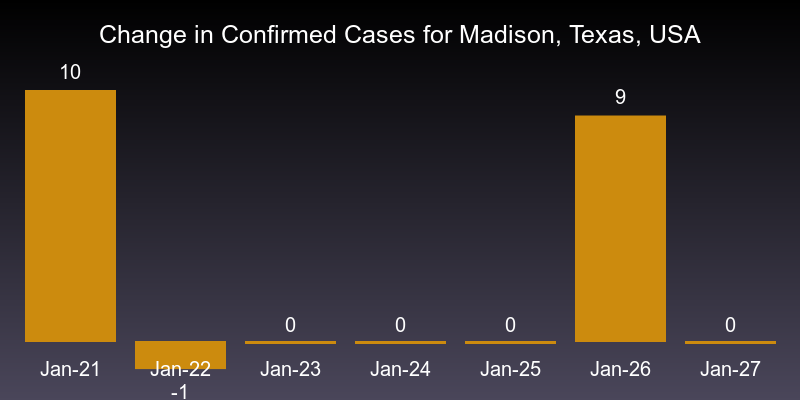 Change in Confirmed Cases for Madison, Texas, USA
10
9
0
0
0
0
Jan-21
Jan-22
Jan-23
Jan-24
Jan-25
Jan-26
Jan-27
-1